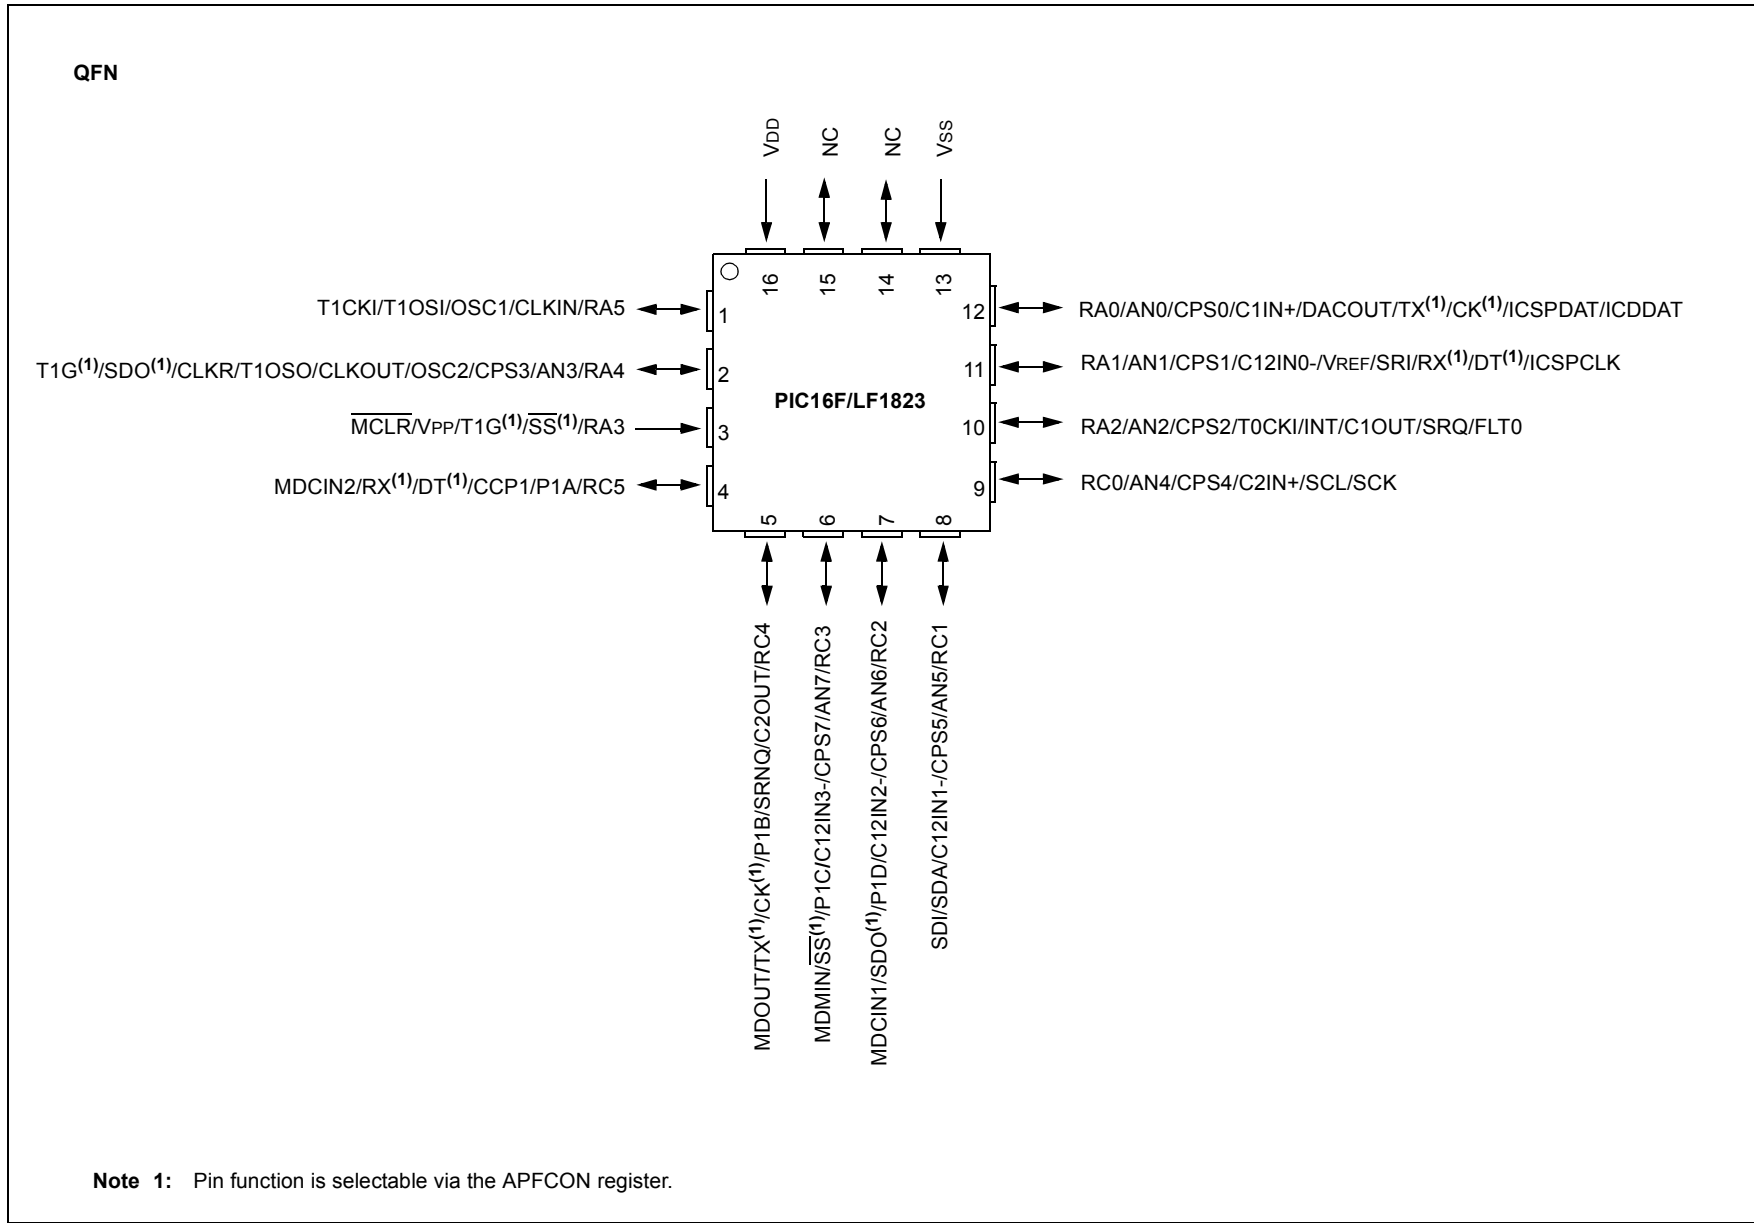 QFN
VDD
NC
NC
VSS
16
15
14
13
T1CKI/T1OSI/OSC1/CLKIN/RA5
1
12
RA0/AN0/CPS0/C1IN+/DACOUT/TX(1)/CK(1)/ICSPDAT/ICDDAT
T1G(1)/SDO(1)/CLKR/T1OSO/CLKOUT/OSC2/CPS3/AN3/RA4
2
11
RA1/AN1/CPS1/C12IN0-/VREF/SRI/RX(1)/DT(1)/ICSPCLK
PIC16F/LF1823
MCLR/VPP/T1G(1)/SS(1)/RA3
3
10
RA2/AN2/CPS2/T0CKI/INT/C1OUT/SRQ/FLT0
MDCIN2/RX(1)/DT(1)/CCP1/P1A/RC5
4
9
RC0/AN4/CPS4/C2IN+/SCL/SCK
5
6
7
8
MDOUT/TX(1)/CK(1)/P1B/SRNQ/C2OUT/RC4
MDMIN/SS(1)/P1C/C12IN3-/CPS7/AN7/RC3
MDCIN1/SDO(1)/P1D/C12IN2-/CPS6/AN6/RC2
SDI/SDA/C12IN1-/CPS5/AN5/RC1
Note 1: Pin function is selectable via the APFCON register.